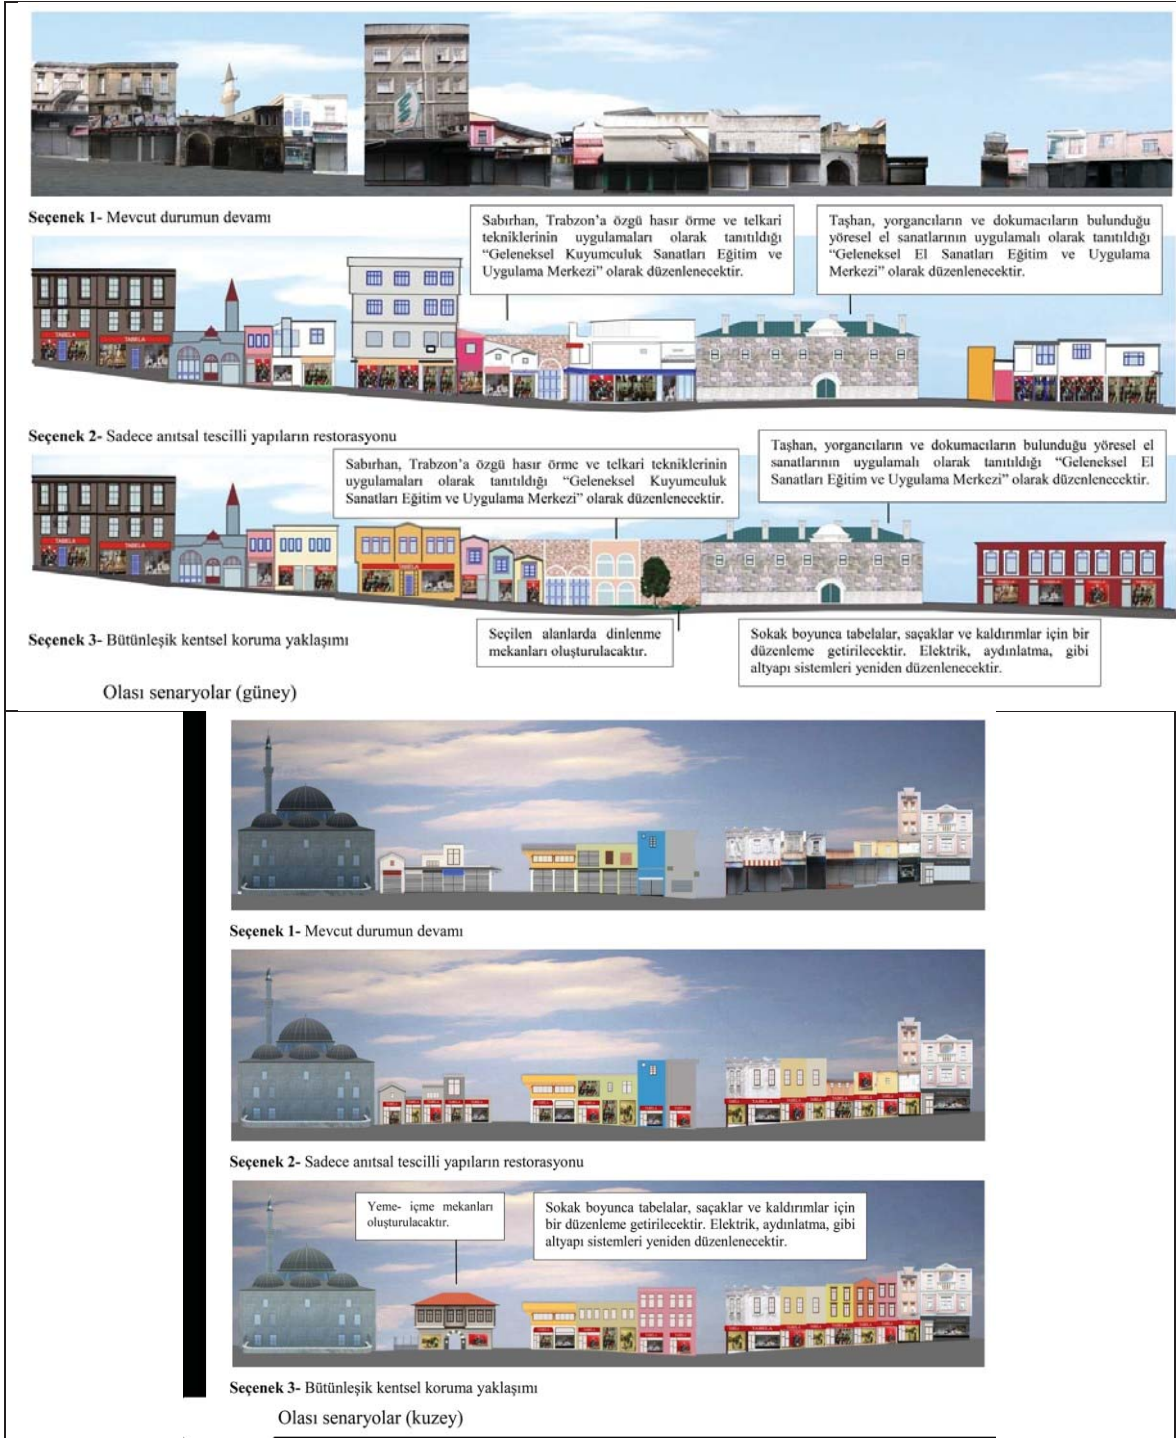 Seçenek 1- Mevcut durumun devamı
Sabırhan, Trabzon’a özgü hasır örme ve telkari
tekniklerinin uygulamaları olarak tanıtıldığı
“Geleneksel Kuyumculuk Sanatları Eğitim ve
Uygulama Merkezi” olarak düzenlenecektir.
Taşhan, yorgancıların ve dokumacıların bulunduğu
yöresel el sanatlarının uygulamalı olarak tanıtıldığı
“Geleneksel El Sanatları Eğitim ve Uygulama
Merkezi” olarak düzenlenecektir.
TABELA
TABELA
Seçenek 2- Sadece anıtsal tescilli yapıların restorasyonu
Sabırhan, Trabzon’a özgü hasır örme ve telkari tekniklerinin
uygulamaları olarak tanıtıldığı “Geleneksel Kuyumculuk
Sanatları Eğitim ve Uygulama Merkezi” olarak düzenlenecektir.
Taşhan, yorgancıların ve dokumacıların bulunduğu yöresel el
sanatlarının uygulamalı olarak tanıtıldığı “Geleneksel El
Sanatları Eğitim ve Uygulama Merkezi” olarak düzenlenecektir.
TABELA
TABELA
TABELA
Seçenek 3- Bütünleşik kentsel koruma yaklaşımı
Seçilen alanlarda dinlenme
mekanları oluşturulacaktır.
Sokak boyunca tabelalar, saçaklar ve kaldırımlar için bir
düzenleme getirilecektir. Elektrik, aydınlatma, gibi
altyapı sistemleri yeniden düzenlenecektir.
Olası senaryolar (güney)
Seçenek 1- Mevcut durumun devamı
TABELA
Seçenek 2- Sadece anıtsal tescilli yapıların restorasyonu
Yeme- içme mekanları
oluşturulacaktır.
Sokak boyunca tabelalar, saçaklar ve kaldırımlar için
bir düzenleme getirilecektir. Elektrik, aydınlatma, gibi
altyapı sistemleri yeniden düzenlenecektir.
TABELA
Seçenek 3- Bütünleşik kentsel koruma yaklaşımı
Olası senaryolar (kuzey)